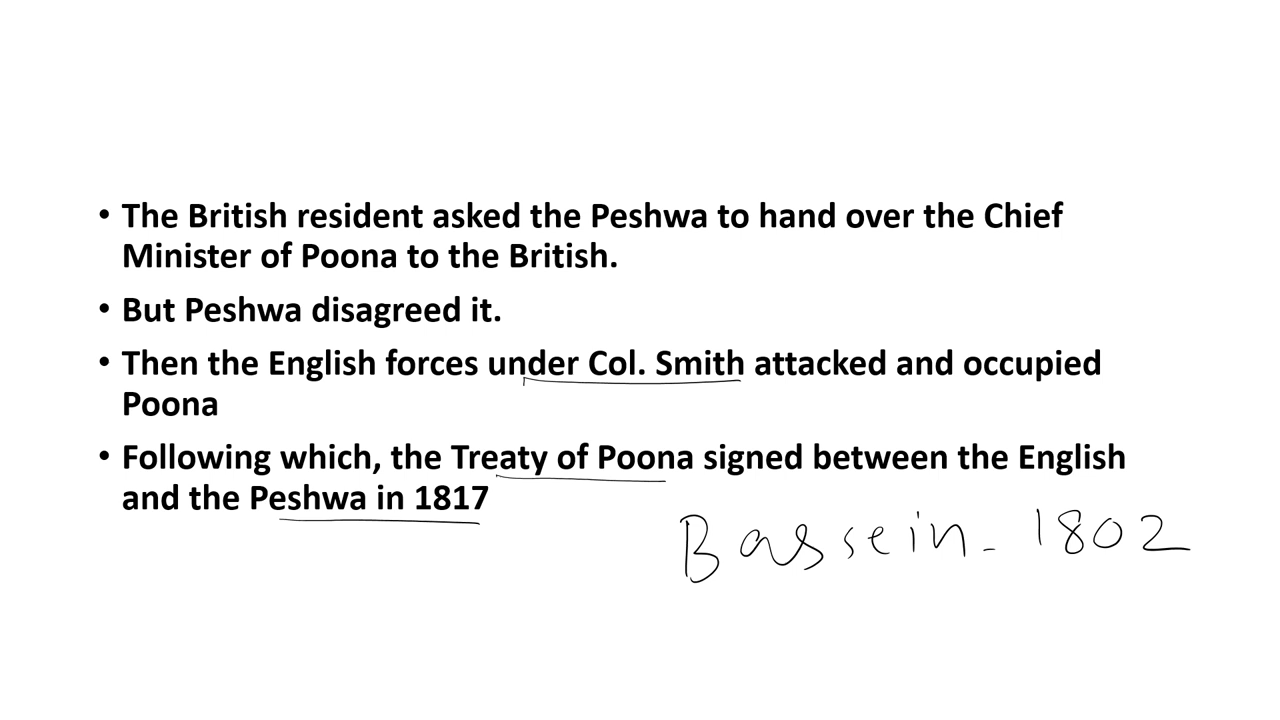 • The British resident asked the Peshwa to hand over the Chief
Minister of Poona to the British.
• But Peshwa disagreed it.
• Then the English forces under Col. Smith attacked and occupied
Poona
• Following which, the Treaty of Poona signed between the English
and the Peshwa in 1817
Bassein - 1802